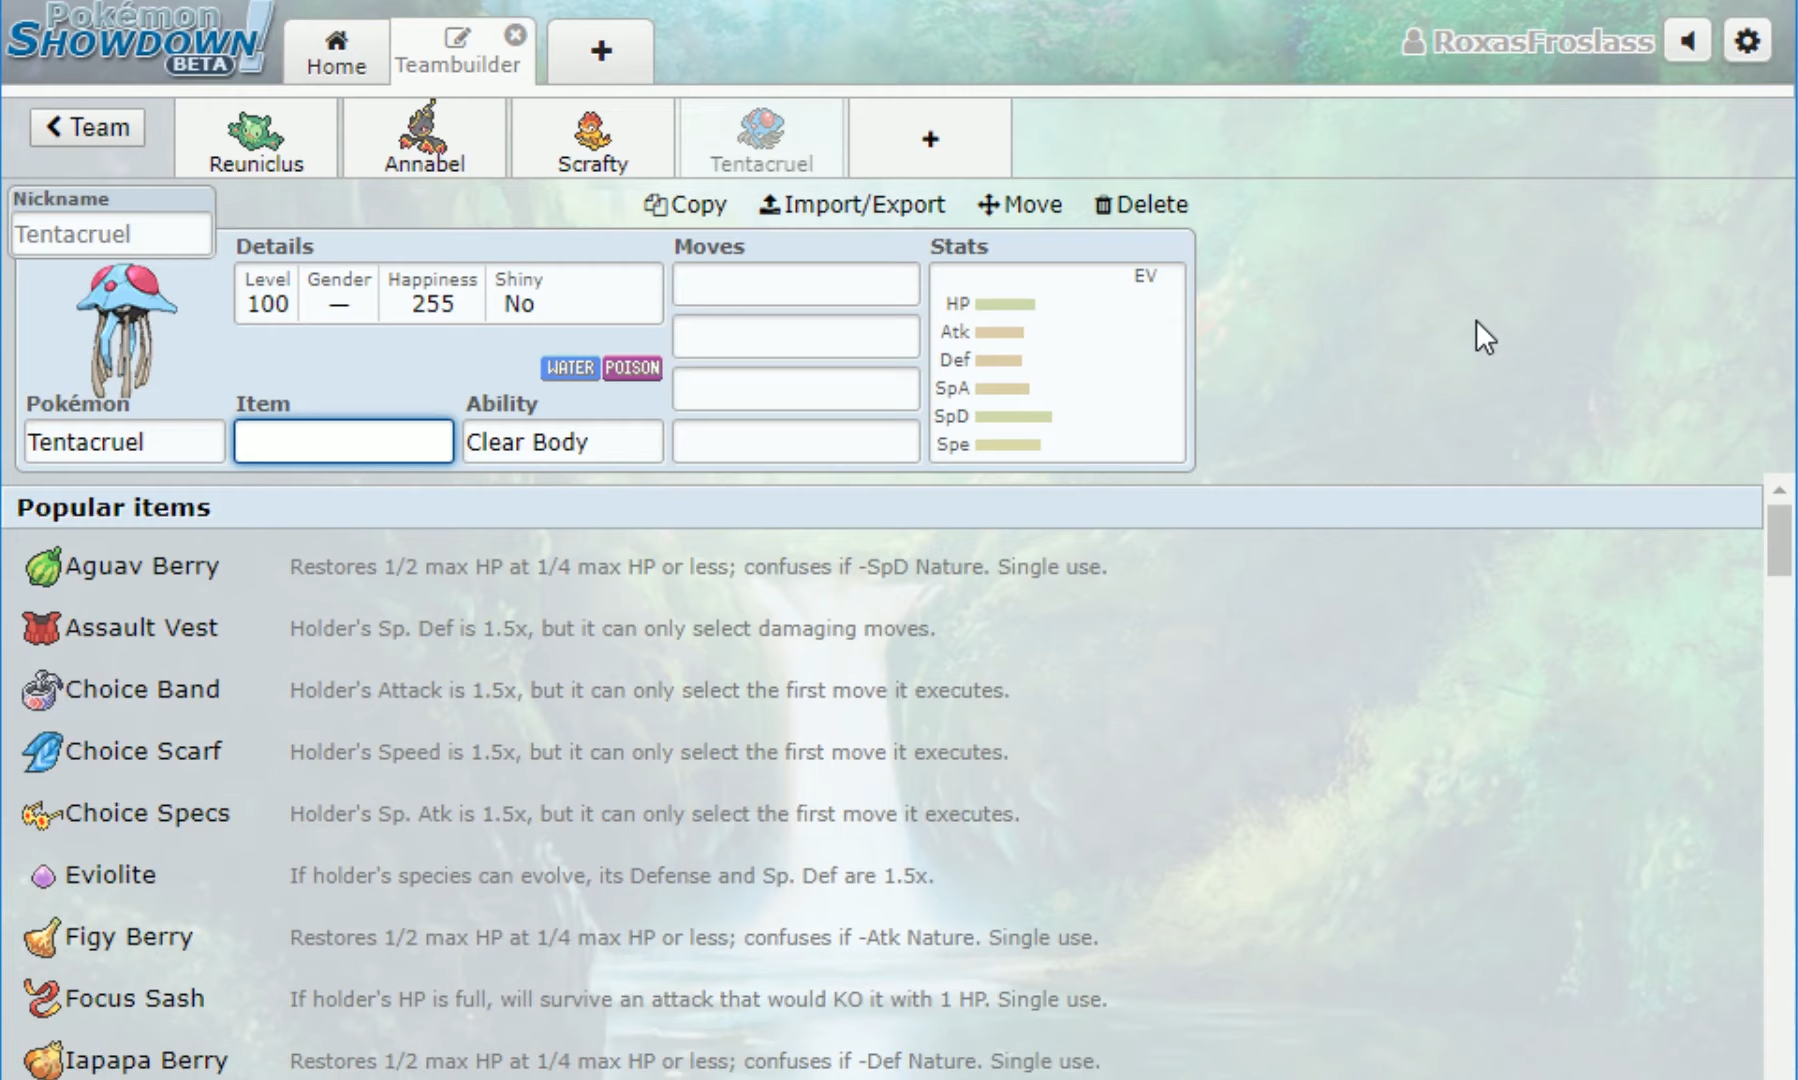 Pokémon
SHOWDOWN!
BETA
Home
Teambuilder
+
RoxasFroslass
Team
Reuniclus
Annabel
Scrafty
Tentacruel
+
Nickname
Tentacruel
Copy
Import/Export
Move
Delete
Details
Level
100
Gender
—
Happiness
255
Shiny
No
WATER
POISON
Pokémon
Tentacruel
Item
Ability
Clear Body
Moves
Stats
EV
HP
Atk
Def
SpA
SpD
Spe
Popular items
Aguav Berry Restores 1/2 max HP at 1/4 max HP or less; confuses if -SpD Nature. Single use.
Assault Vest Holder's Sp. Def is 1.5x, but it can only select damaging moves.
Choice Band Holder's Attack is 1.5x, but it can only select the first move it executes.
Choice Scarf Holder's Speed is 1.5x, but it can only select the first move it executes.
Choice Specs Holder's Sp. Atk is 1.5x, but it can only select the first move it executes.
Eviolite If holder's species can evolve, its Defense and Sp. Def are 1.5x.
Figy Berry Restores 1/2 max HP at 1/4 max HP or less; confuses if -Atk Nature. Single use.
Focus Sash If holder's HP is full, will survive an attack that would KO it with 1 HP. Single use.
Iapapa Berry Restores 1/2 max HP at 1/4 max HP or less; confuses if -Def Nature. Single use.